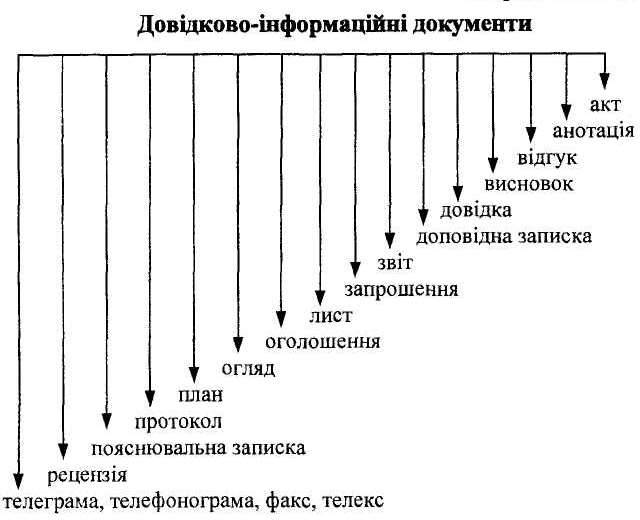 Довідково-інформаційні документи
акт
анотація
відгук
висновок
довідка
доповідна записка
звіт
запрошення
лист
оголошення
огляд
план
протокол
пояснювальна записка
рецензія
телеграма, телефонограма, факс, телекс